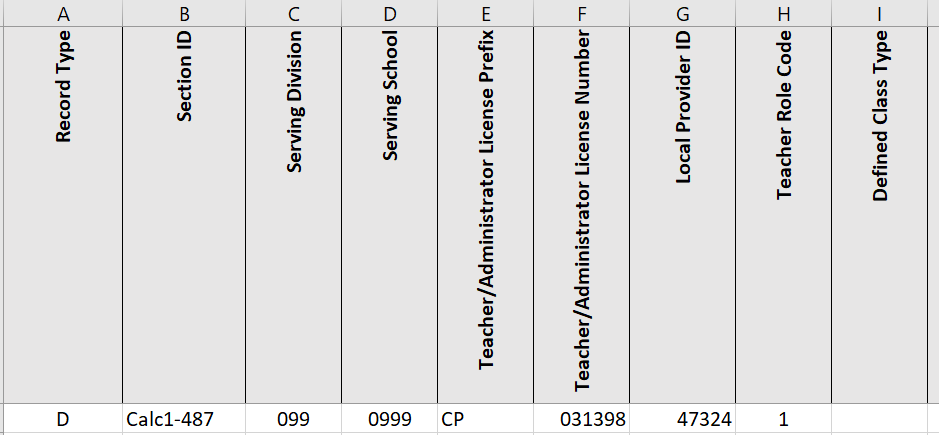 A B C D E F G H I
Record Type
Section ID
Serving Division
Serving School
Teacher/Administrator License Prefix
Teacher/Administrator License Number
Local Provider ID
Teacher Role Code
Defined Class Type
D Calc1-487 099 0999 CP 031398 47324 1